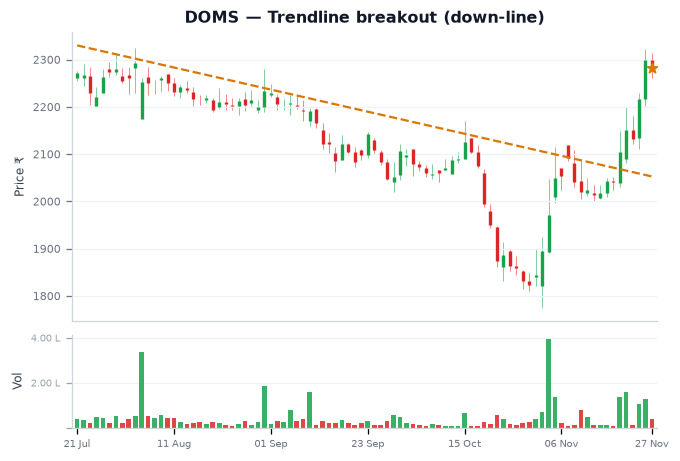 DOMS — Trendline breakout (down-line)
Price ₹
2300
2200
2100
2000
1900
1800
Vol
4.00 L
2.00 L
21 Jul
11 Aug
01 Sep
23 Sep
15 Oct
06 Nov
27 Nov